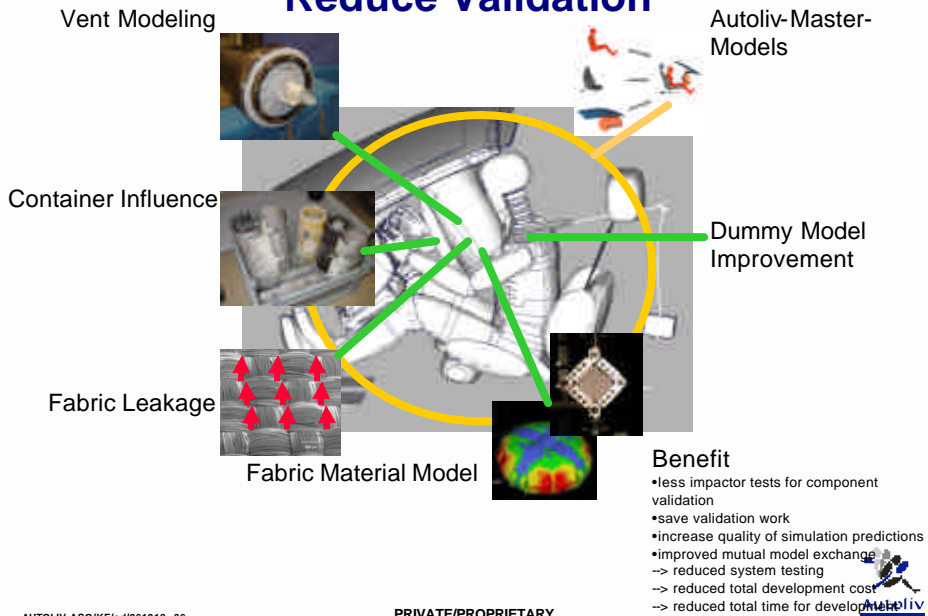 Reduce Validation
Vent Modeling
Autoliv-Master-
Models
Container Influence
Dummy Model
Improvement
Fabric Leakage
Fabric Material Model
Benefit
•less impactor tests for component
validation
•save validation work
•increase quality of simulation predictions
•improved mutual model exchange
--> reduced system testing
--> reduced total development cost
--> reduced total time for development
Autoliv
PRIVATE/PROPRIETARY